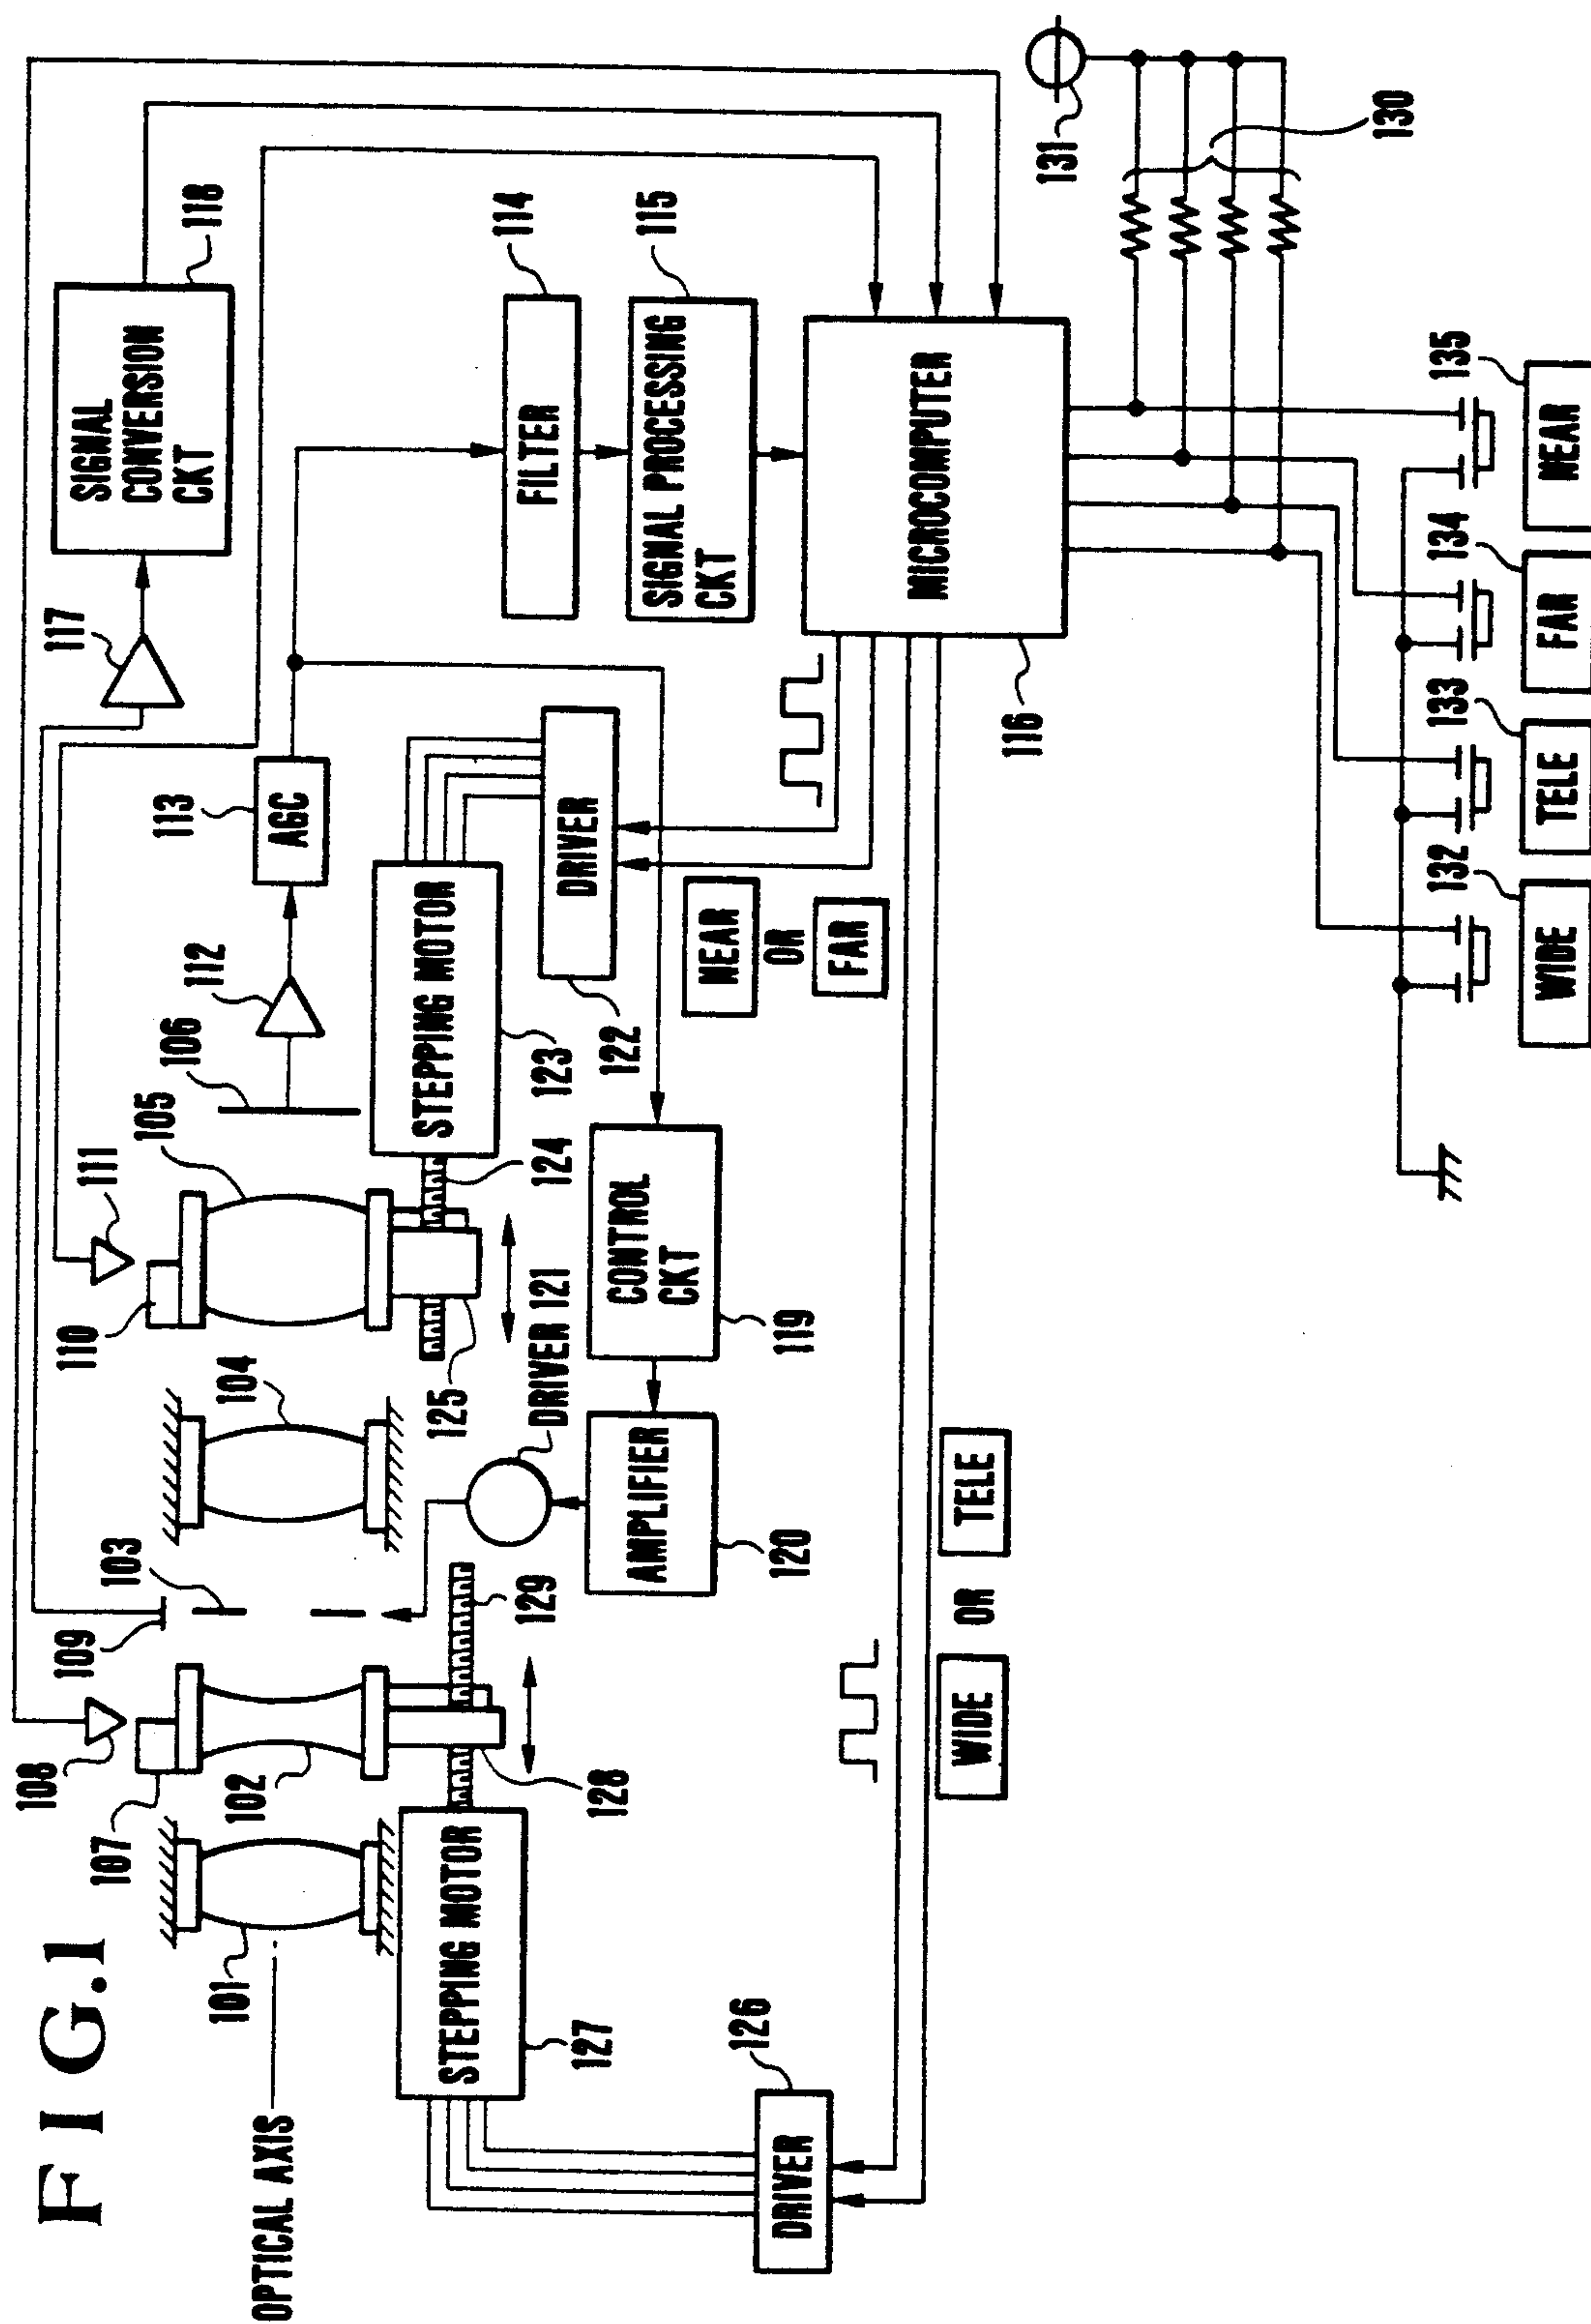 FIG.1
OPTICAL AXIS
101
107
108
102
109
103
104
110
111
105
106
112
113
AGC
117
SIGNAL
CONVERSION
CKT
118
114
FILTER
115
SIGNAL PROCESSING
CKT
MICROCOMPUTER
116
STEPPING MOTOR
127
128
129
DRIVER 121
125
124
STEPPING MOTOR
123
DRIVER
122
AMPLIFIER
120
CONTROL
CKT
119
NEAR
OR
FAR
WIDE OR TELE
DRIVER
126
131
130
132
WIDE
133
TELE
134
FAR
135
NEAR